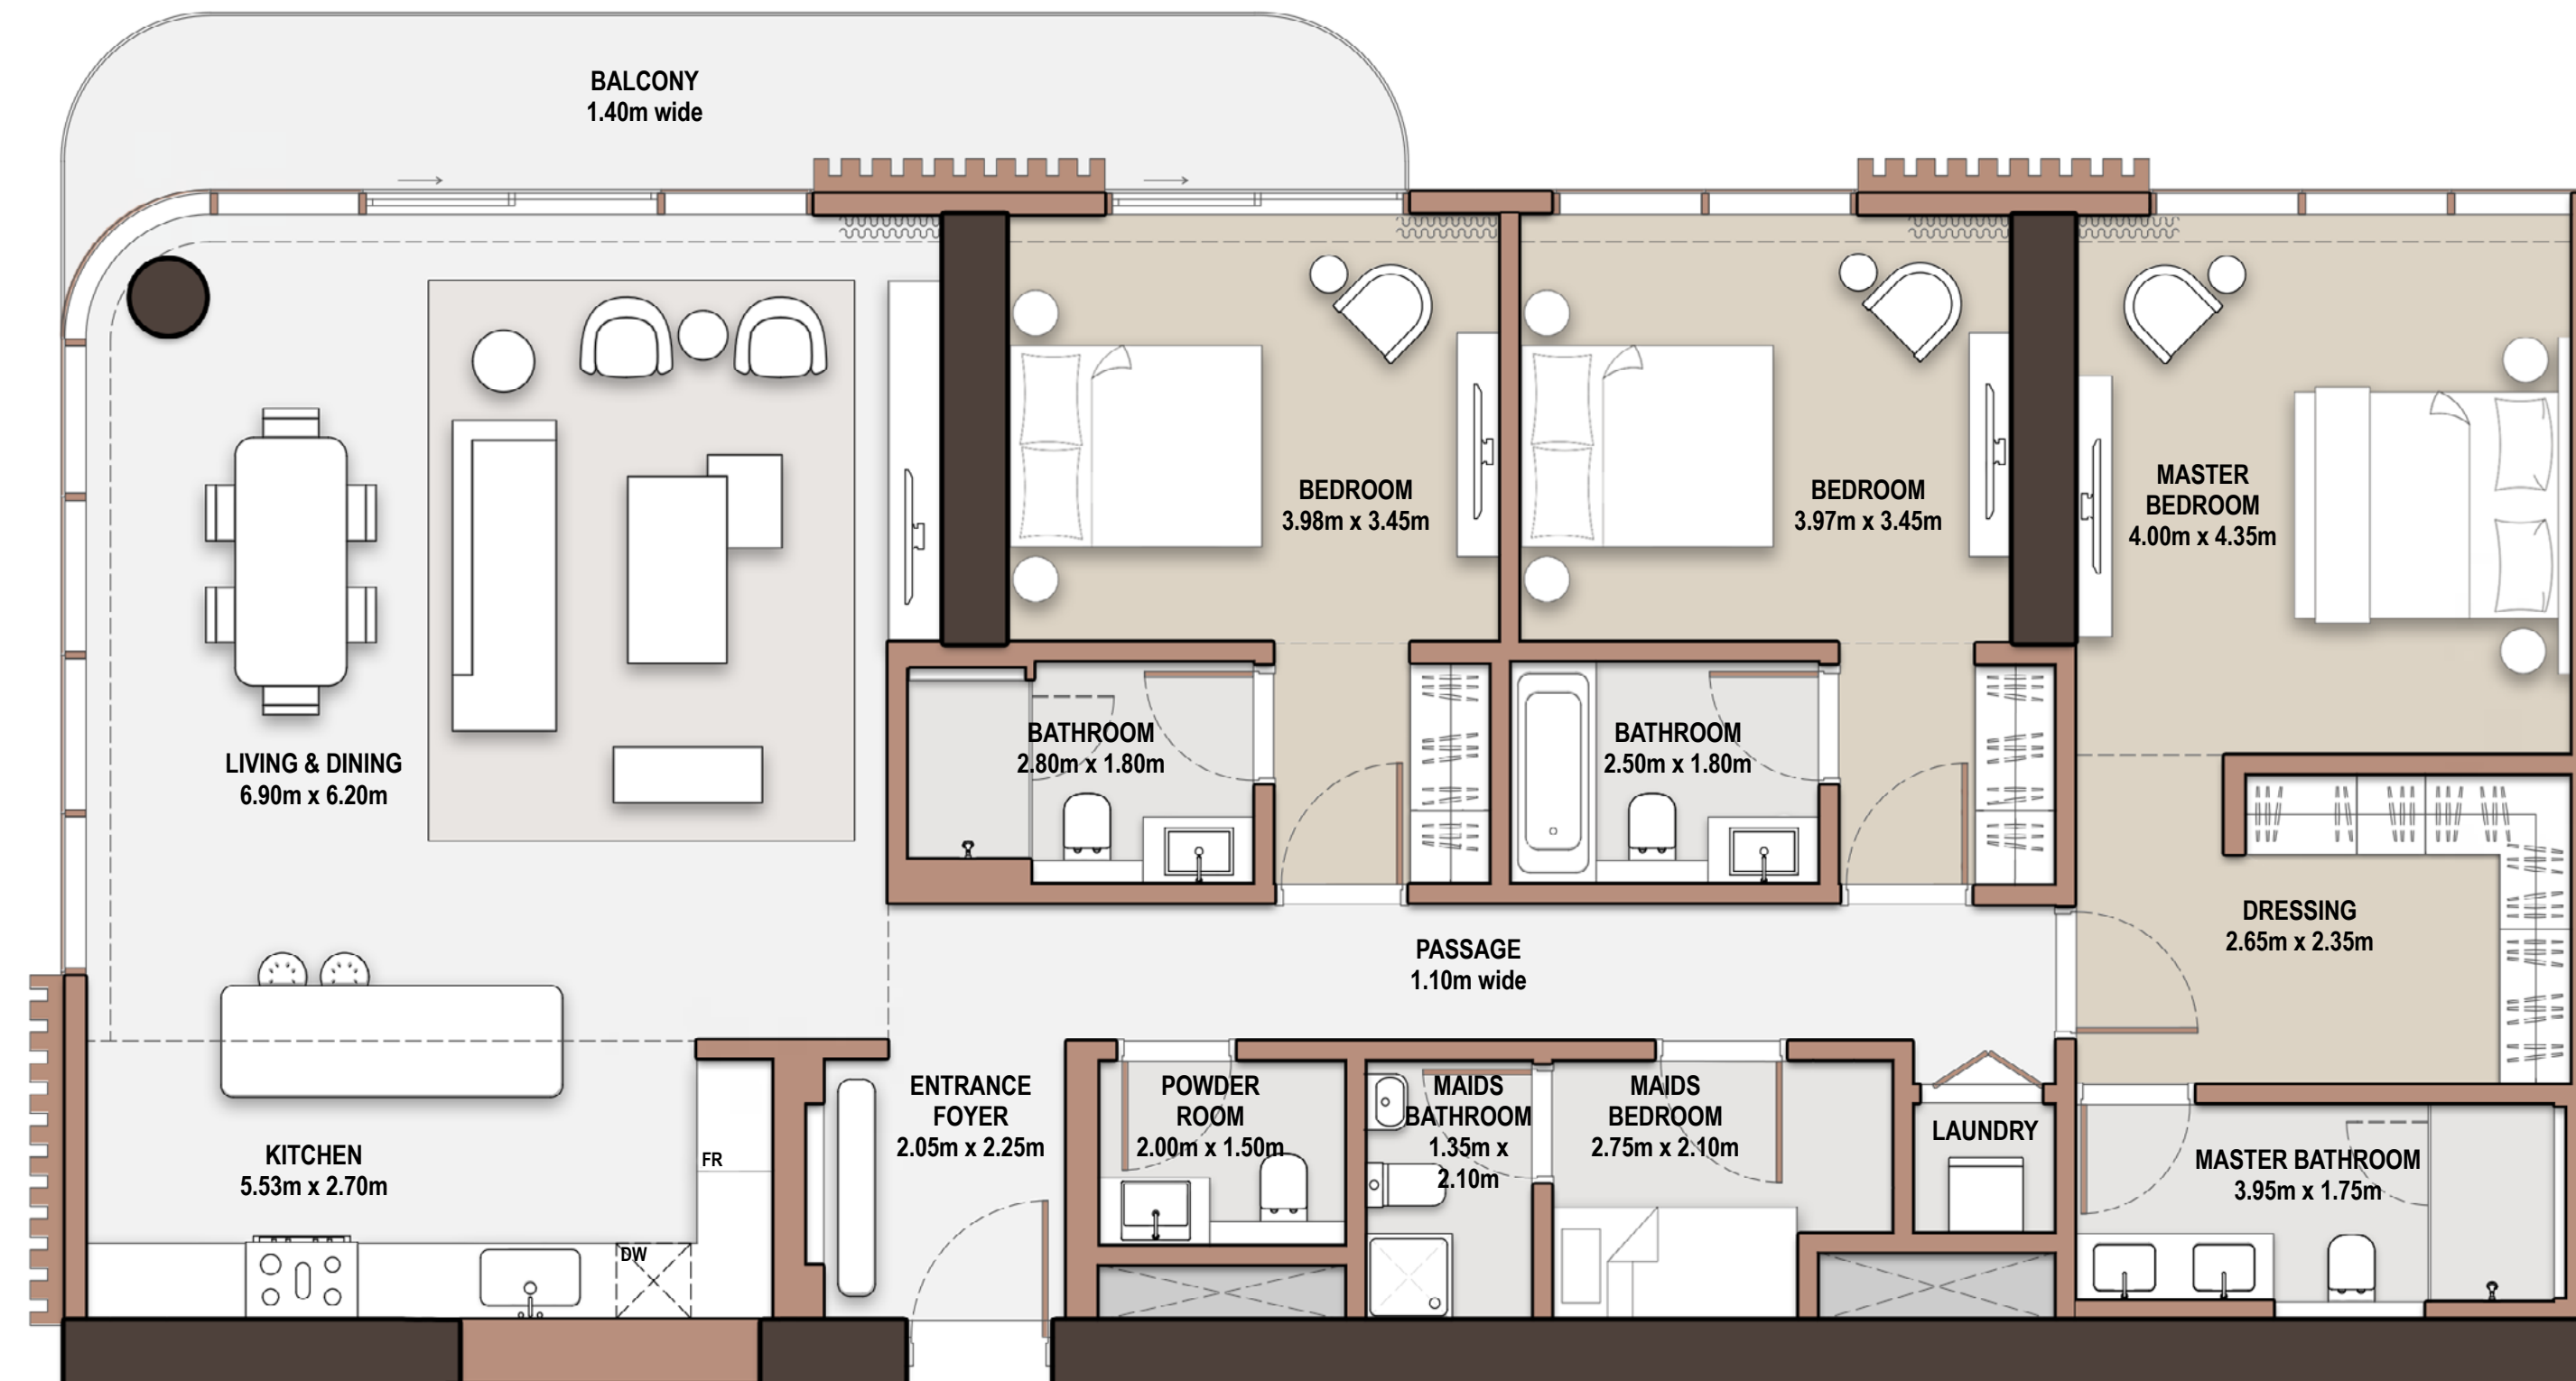 BALCONY
1.40m wide
BEDROOM
3.98m x 3.45m
BEDROOM
3.97m x 3.45m
MASTER
BEDROOM
4.00m x 4.35m
LIVING & DINING
6.90m x 6.20m
BATHROOM
2.80m x 1.80m
BATHROOM
2.50m x 1.80m
DRESSING
2.65m x 2.35m
PASSAGE
1.10m wide
KITCHEN
5.53m x 2.70m
FR
DW
ENTRANCE
FOYER
2.05m x 2.25m
POWDER
ROOM
2.00m x 1.50m
MAIDS
BATHROOM
1.35m x
2.10m
MAIDS
BEDROOM
2.75m x 2.10m
LAUNDRY
MASTER BATHROOM
3.95m x 1.75m